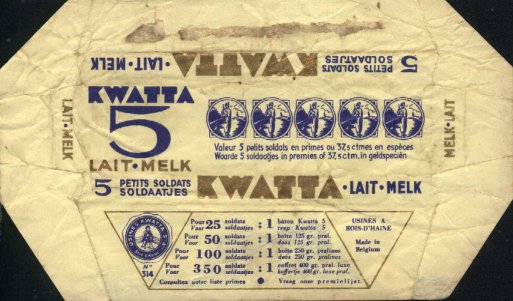 LAIT·MELK KWATTA PETITS SOLDATS SOLDAATJES 5
KWATTA
5
LAIT·MELK
LAIT·MELK
MELK·LAIT
Valeur 5 petits soldats en primes ou 37,5 ctmes en espèces
Waarde 5 soldaatjes in premies of 37,5 ctm. in geldspeciën
5 PETITS SOLDATS SOLDAATJES KWATTA·LAIT·MELK
USINES KWATTA S.A.
Nº 314
Pour Voor 25 soldats soldaatjes : 1 bâton Kwatta 5 reep Kwatta 5
Pour Voor 50 soldats soldaatjes : 1 boîte 125 gr. pral. doos 125 gr. pral.
Pour Voor 100 soldats soldaatjes : 1 boîte 250 gr. pralines doos 250 gr. pralines
Pour Voor 350 soldats soldaatjes : 1 coffret 400 gr. pral. luxe koffertje 400 gr. luxe pral.
Consultez notre liste primes • Vraag onze premielijst.
USINES A
BOIS-D'HAINE
Made in
Belgium